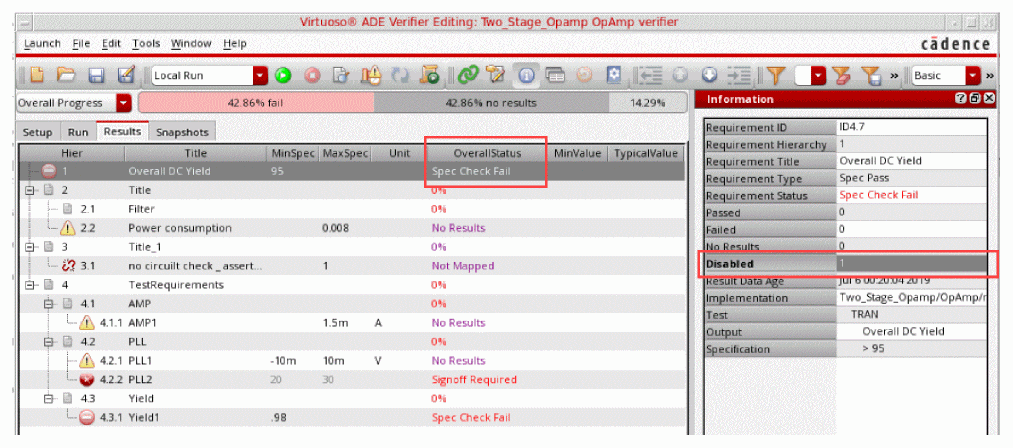 Virtuoso® ADE Verifier Editing: Two_Stage_Opamp OpAmp verifier
Launch File Edit Tools Window Help
cādence
Local Run
»
Basic
»
Overall Progress
42.86% fail
42.86% no results
14.29%
Information
Setup Run Results Snapshots
Hier Title MinSpec MaxSpec Unit OverallStatus MinValue TypicalValue
1 Overall DC Yield 95 Spec Check Fail
2 Title 0%
2.1 Filter 0%
2.2 Power consumption 0.008 No Results
3 Title_1 0%
3.1 no circuilt check _assert... 1 Not Mapped
4 TestRequirements 0%
4.1 AMP 0%
4.1.1 AMP1 1.5m A No Results
4.2 PLL 0%
4.2.1 PLL1 -10m 10m V No Results
4.2.2 PLL2 20 30 Signoff Required
4.3 Yield 0%
4.3.1 Yield1 .98 Spec Check Fail
Requirement ID ID4.7
Requirement Hierarchy 1
Requirement Title Overall DC Yield
Requirement Type Spec Pass
Requirement Status Spec Check Fail
Passed 0
Failed 0
No Results 0
Disabled 1
Result Data Age Jul 6 00:20:04 2019
Implementation Two_Stage_Opamp/OpAmp/r
Test TRAN
Output Overall DC Yield
Specification > 95